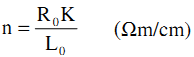 n = R₀K / L₀ (Ωm/cm)